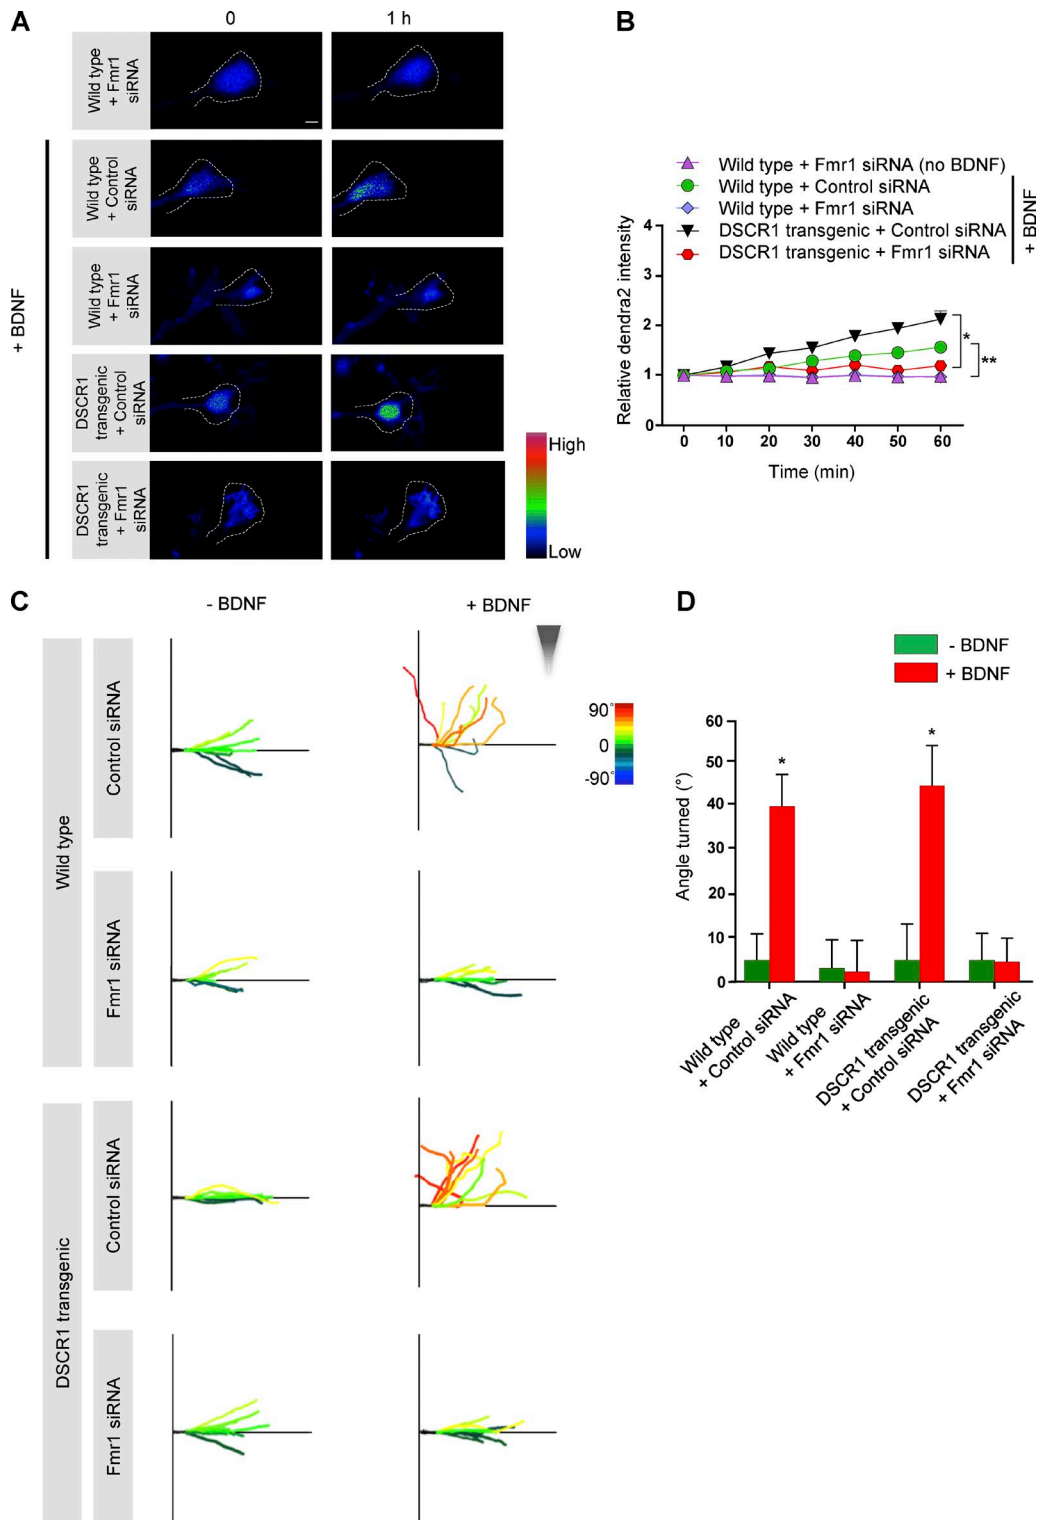 A
0
1 h
Wild type
+ Fmr1
siRNA
+ BDNF
Wild type
+ Control
siRNA
Wild type
+ Fmr1
siRNA
DSCR1
transgenic
+ Control
siRNA
DSCR1
transgenic
+ Fmr1
siRNA
High
Low
B
Wild type + Fmr1 siRNA (no BDNF)
Wild type + Control siRNA
Wild type + Fmr1 siRNA
DSCR1 transgenic + Control siRNA
DSCR1 transgenic + Fmr1 siRNA
+ BDNF
Relative dendra2 intensity
4
3
2
1
0
*
**
0 10 20 30 40 50 60
Time (min)
C
- BDNF
+ BDNF
Wild type
Control siRNA
90°
0
-90°
Fmr1 siRNA
DSCR1 transgenic
Control siRNA
Fmr1 siRNA
D
- BDNF
+ BDNF
Angle turned (°)
60
50
40
30
20
10
0
*
*
Wild type
+ Control siRNA
Wild type
+ Fmr1 siRNA
DSCR1 transgenic
+ Control siRNA
DSCR1 transgenic
+ Fmr1 siRNA